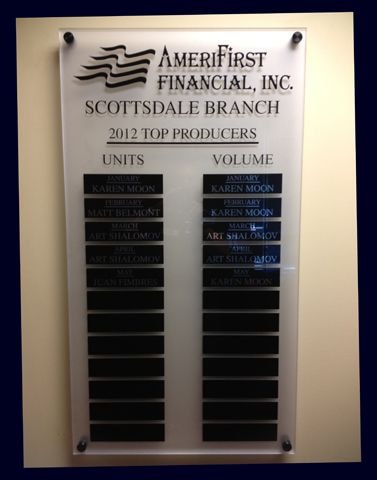 AMERIFIRST
FINANCIAL, INC.
SCOTTSDALE BRANCH
2012 TOP PRODUCERS
UNITS
JANUARY
KAREN MOON
FEBRUARY
MATT BELMONT
MARCH
ART SHALOMOV
APRIL
ART SHALOMOV
MAY
JUAN FIMBRES
VOLUME
JANUARY
KAREN MOON
FEBRUARY
KAREN MOON
MARCH
ART SHALOMOV
APRIL
ART SHALOMOV
MAY
KAREN MOON